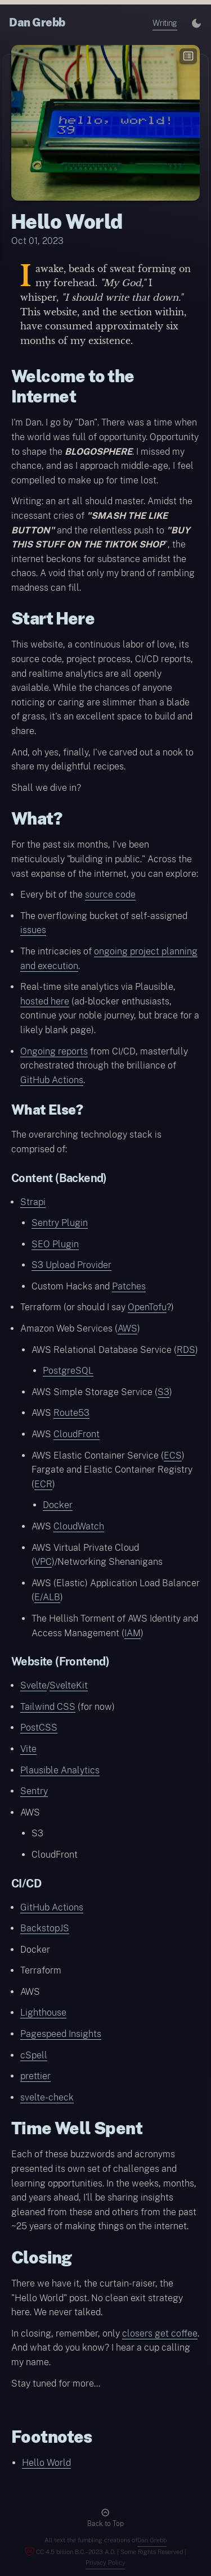 Dan Grebb
Writing
hello, world!
39
Hello World
Oct 01, 2023
I awake, beads of sweat forming on
my forehead. "My God," I
whisper, "I should write that down."
This website, and the section within,
have consumed approximately six
months of my existence.
Welcome to the
Internet
I'm Dan. I go by "Dan". There was a time when
the world was full of opportunity. Opportunity
to shape the BLOGOSPHERE. I missed my
chance, and as I approach middle-age, I feel
compelled to make up for time lost.
Writing: an art all should master. Amidst the
incessant cries of "SMASH THE LIKE
BUTTON" and the relentless push to "BUY
THIS STUFF ON THE TIKTOK SHOP", the
internet beckons for substance amidst the
chaos. A void that only my brand of rambling
madness can fill.
Start Here
This website, a continuous labor of love, its
source code, project process, CI/CD reports,
and realtime analytics are all openly
available. While the chances of anyone
noticing or caring are slimmer than a blade
of grass, it's an excellent space to build and
share.
And, oh yes, finally, I've carved out a nook to
share my delightful recipes.
Shall we dive in?
What?
For the past six months, I've been
meticulously "building in public." Across the
vast expanse of the internet, you can explore:
• Every bit of the source code
• The overflowing bucket of self-assigned
issues
• The intricacies of ongoing project planning
and execution.
• Real-time site analytics via Plausible,
hosted here (ad-blocker enthusiasts,
continue your noble journey, but brace for a
likely blank page).
• Ongoing reports from CI/CD, masterfully
orchestrated through the brilliance of
GitHub Actions.
What Else?
The overarching technology stack is
comprised of:
Content (Backend)
• Strapi
• Sentry Plugin
• SEO Plugin
• S3 Upload Provider
• Custom Hacks and Patches
• Terraform (or should I say OpenTofu?)
• Amazon Web Services (AWS)
• AWS Relational Database Service (RDS)
• PostgreSQL
• AWS Simple Storage Service (S3)
• AWS Route53
• AWS CloudFront
• AWS Elastic Container Service (ECS)
Fargate and Elastic Container Registry
(ECR)
• Docker
• AWS CloudWatch
• AWS Virtual Private Cloud
(VPC)/Networking Shenanigans
• AWS (Elastic) Application Load Balancer
(E/ALB)
• The Hellish Torment of AWS Identity and
Access Management (IAM)
Website (Frontend)
• Svelte/SvelteKit
• Tailwind CSS (for now)
• PostCSS
• Vite
• Plausible Analytics
• Sentry
• AWS
• S3
• CloudFront
CI/CD
• GitHub Actions
• BackstopJS
• Docker
• Terraform
• AWS
• Lighthouse
• Pagespeed Insights
• cSpell
• prettier
• svelte-check
Time Well Spent
Each of these buzzwords and acronyms
presented its own set of challenges and
learning opportunities. In the weeks, months,
and years ahead, I'll be sharing insights
gleaned from these and others from the past
~25 years of making things on the internet.
Closing
There we have it, the curtain-raiser, the
"Hello World" post. No clean exit strategy
here. We never talked.
In closing, remember, only closers get coffee.
And what do you know? I hear a cup calling
my name.
Stay tuned for more...
Footnotes
• Hello World
Back to Top
All text the fumbling creations of Dan Grebb
CC 4.5 billion B.C.–2023 A.D. | Some Rights Reserved |
Privacy Policy